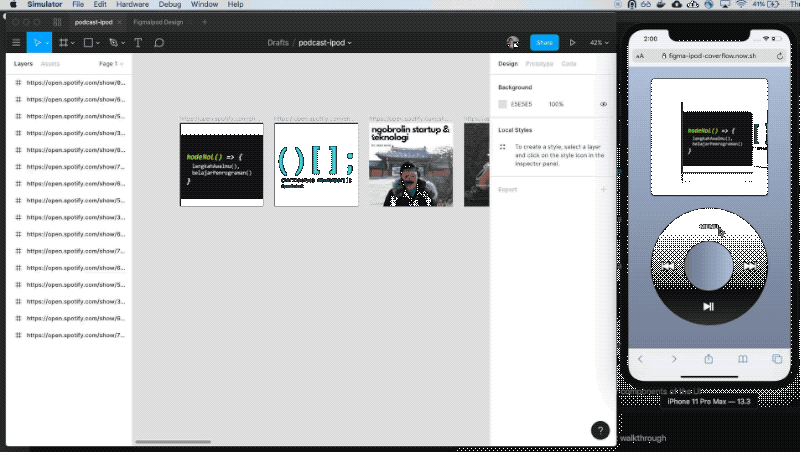 Simulator File Edit Hardware Debug Window Help
41%
podcast-ipod
Figmaipod Design
Drafts / podcast-ipod
Share
42%
Layers
Assets
Page 1
https://open.spotify.com/show/0...
https://open.spotify.com/show/6...
https://open.spotify.com/show/5...
https://open.spotify.com/show/3...
https://open.spotify.com/show/6...
https://open.spotify.com/show/7...
https://open.spotify.com/show/6...
https://open.spotify.com/show/5...
https://open.spotify.com/show/3...
https://open.spotify.com/show/6...
https://open.spotify.com/show/7...
https://open.spotify.com/show/6...
https://open.spotify.com/show/5...
https://open.spotify.com/show/3...
https://open.spotify.com/show/6...
https://open.spotify.com/show/7...
kodeNol() => {
langkahAwalmu(),
belajarPemrograman()
}
()[];
ngobrolin startup &
teknologi
Design
Prototype
Code
Background
E5E5E5
100%
Local Styles
To create a style, select a layer
and click on the style icon in the
inspector panel.
Export
?
2:00
AA
figma-ipod-coverflow.now.sh
kodeNol() => {
langkahAwalmu(),
belajarPemrograman()
}
iPhone 11 Pro Max — 13.3
walkthrough